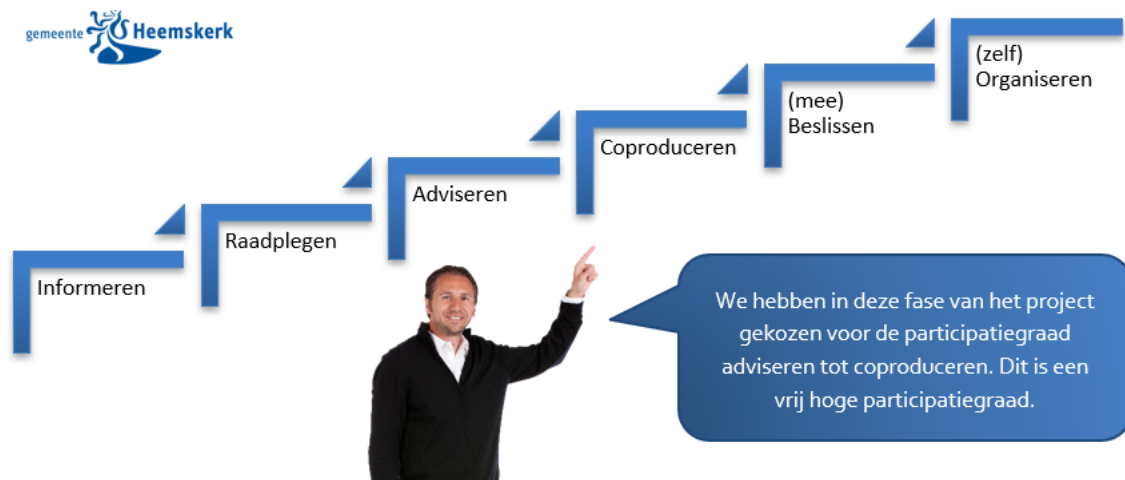 gemeente Heemskerk
(zelf)
Organiseren
(mee)
Beslissen
Coproduceren
Adviseren
Raadplegen
Informeren
We hebben in deze fase van het project
gekozen voor de participatiegraad
adviseren tot coproduceren. Dit is een
vrij hoge participatiegraad.